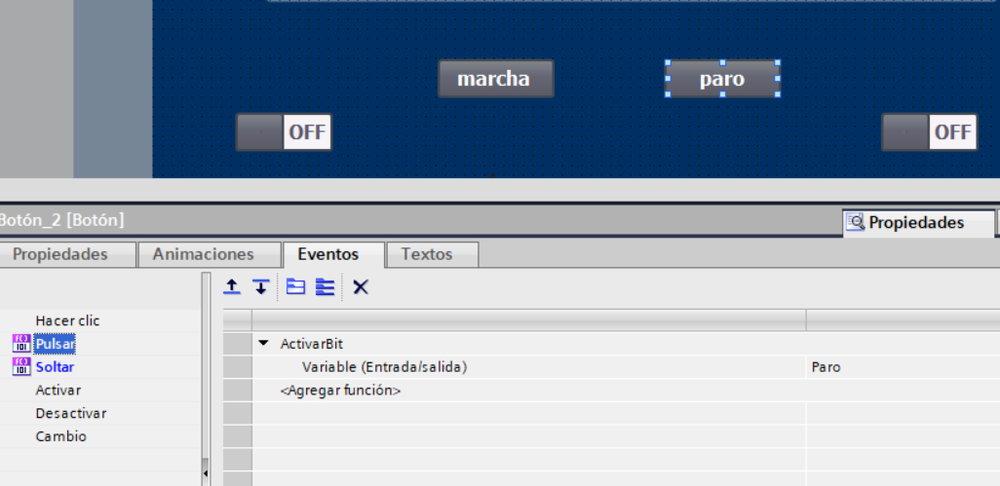 marcha
paro
OFF
OFF
Botón_2 [Botón]
Propiedades
Propiedades
Animaciones
Eventos
Textos
Hacer clic
Pulsar
Soltar
Activar
Desactivar
Cambio
ActivarBit
Variable (Entrada/salida)
Paro
<Agregar función>